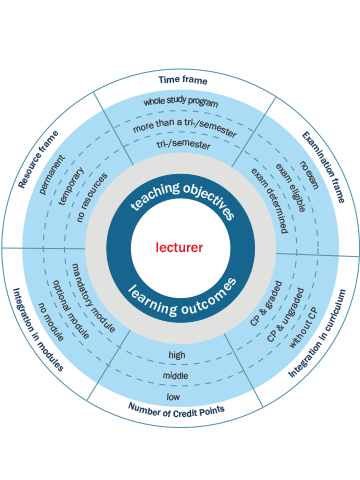 Time frame
whole study program
more than a tri-/semester
tri-/semester
Examination frame
no exam
exam eligible
exam determined
Integration in curriculum
without CP
CP & ungraded
CP & graded
Number of Credit Points
low
middle
high
Integration in modules
no module
optional module
mandatory module
Resource frame
permanent
temporary
no resources
teaching objectives
lecturer
learning outcomes